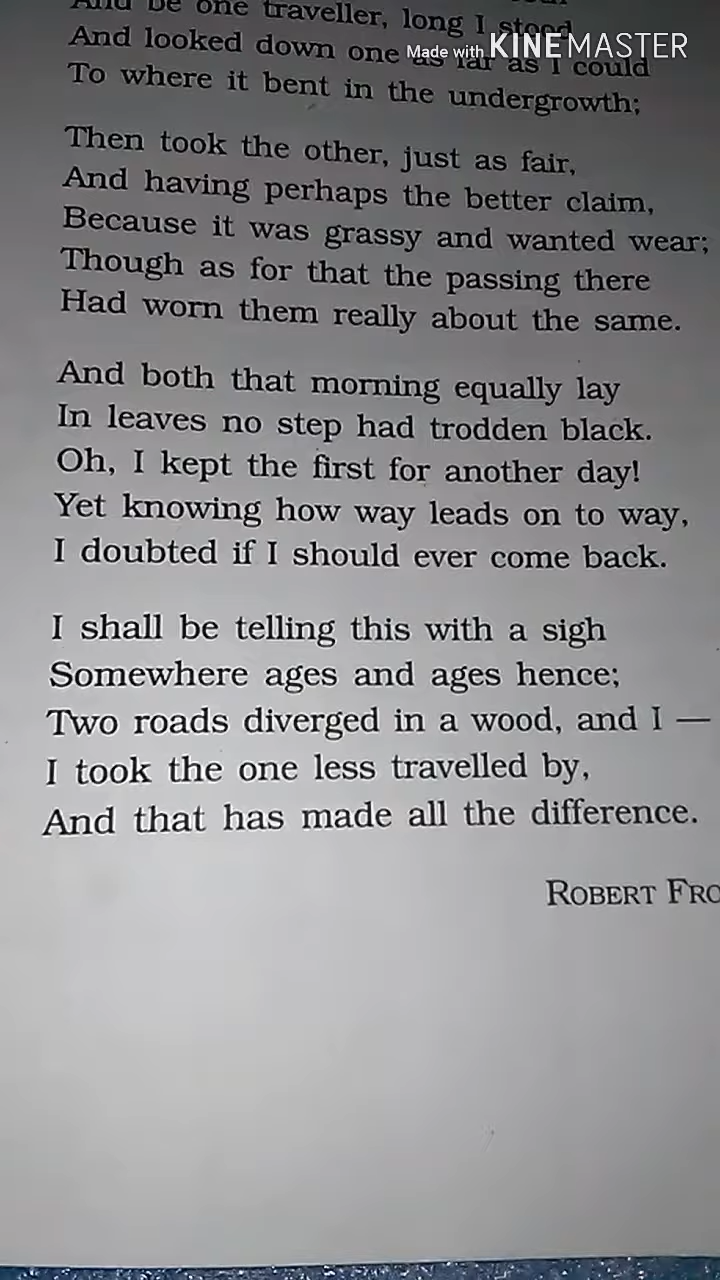 And be one traveller, long I stood
And looked down one as far as I could
Made with KINEMASTER
To where it bent in the undergrowth;
Then took the other, just as fair,
And having perhaps the better claim,
Because it was grassy and wanted wear;
Though as for that the passing there
Had worn them really about the same.
And both that morning equally lay
In leaves no step had trodden black.
Oh, I kept the first for another day!
Yet knowing how way leads on to way,
I doubted if I should ever come back.
I shall be telling this with a sigh
Somewhere ages and ages hence;
Two roads diverged in a wood, and I —
I took the one less travelled by,
And that has made all the difference.
ROBERT FRO